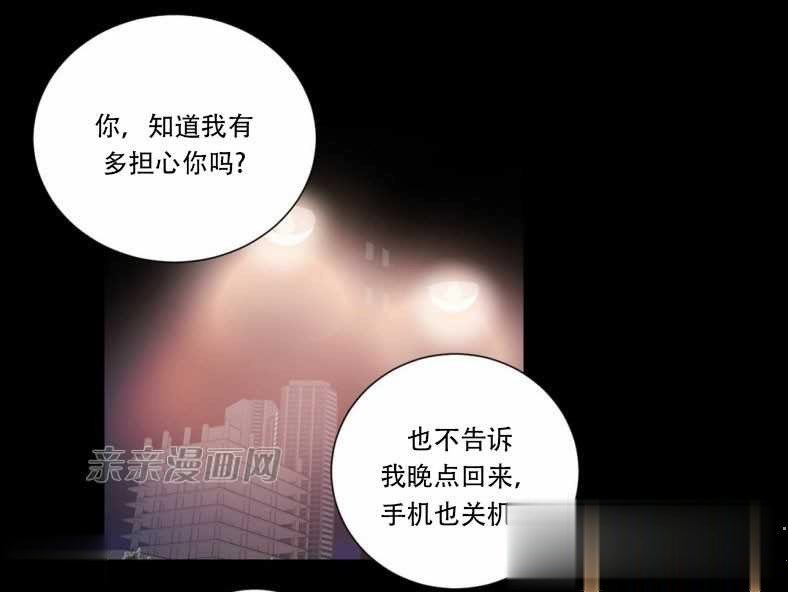 你,知道我有
多担心你吗?
也不告诉
我晚点回来,
手机也关机
亲亲漫画网